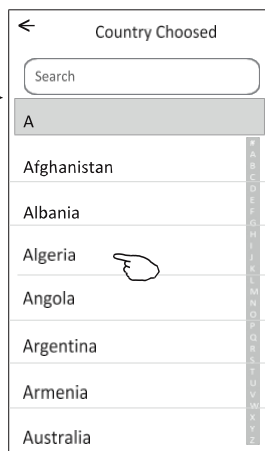 Country Choosed
Search
A
Afghanistan
Albania
Algeria
Angola
Argentina
Armenia
Australia
#
A
B
C
D
E
F
G
H
I
J
K
L
M
N
O
P
Q
R
S
T
U
V
W
X
Y
Z